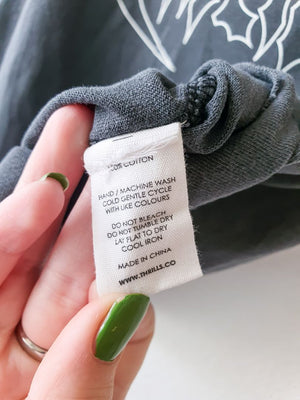 100% COTTON
HAND / MACHINE WASH
COLD GENTLE CYCLE
WITH LIKE COLOURS
DO NOT BLEACH
DO NOT TUMBLE DRY
LAY FLAT TO DRY
COOL IRON
MADE IN CHINA
WWW.THRILLS.CO